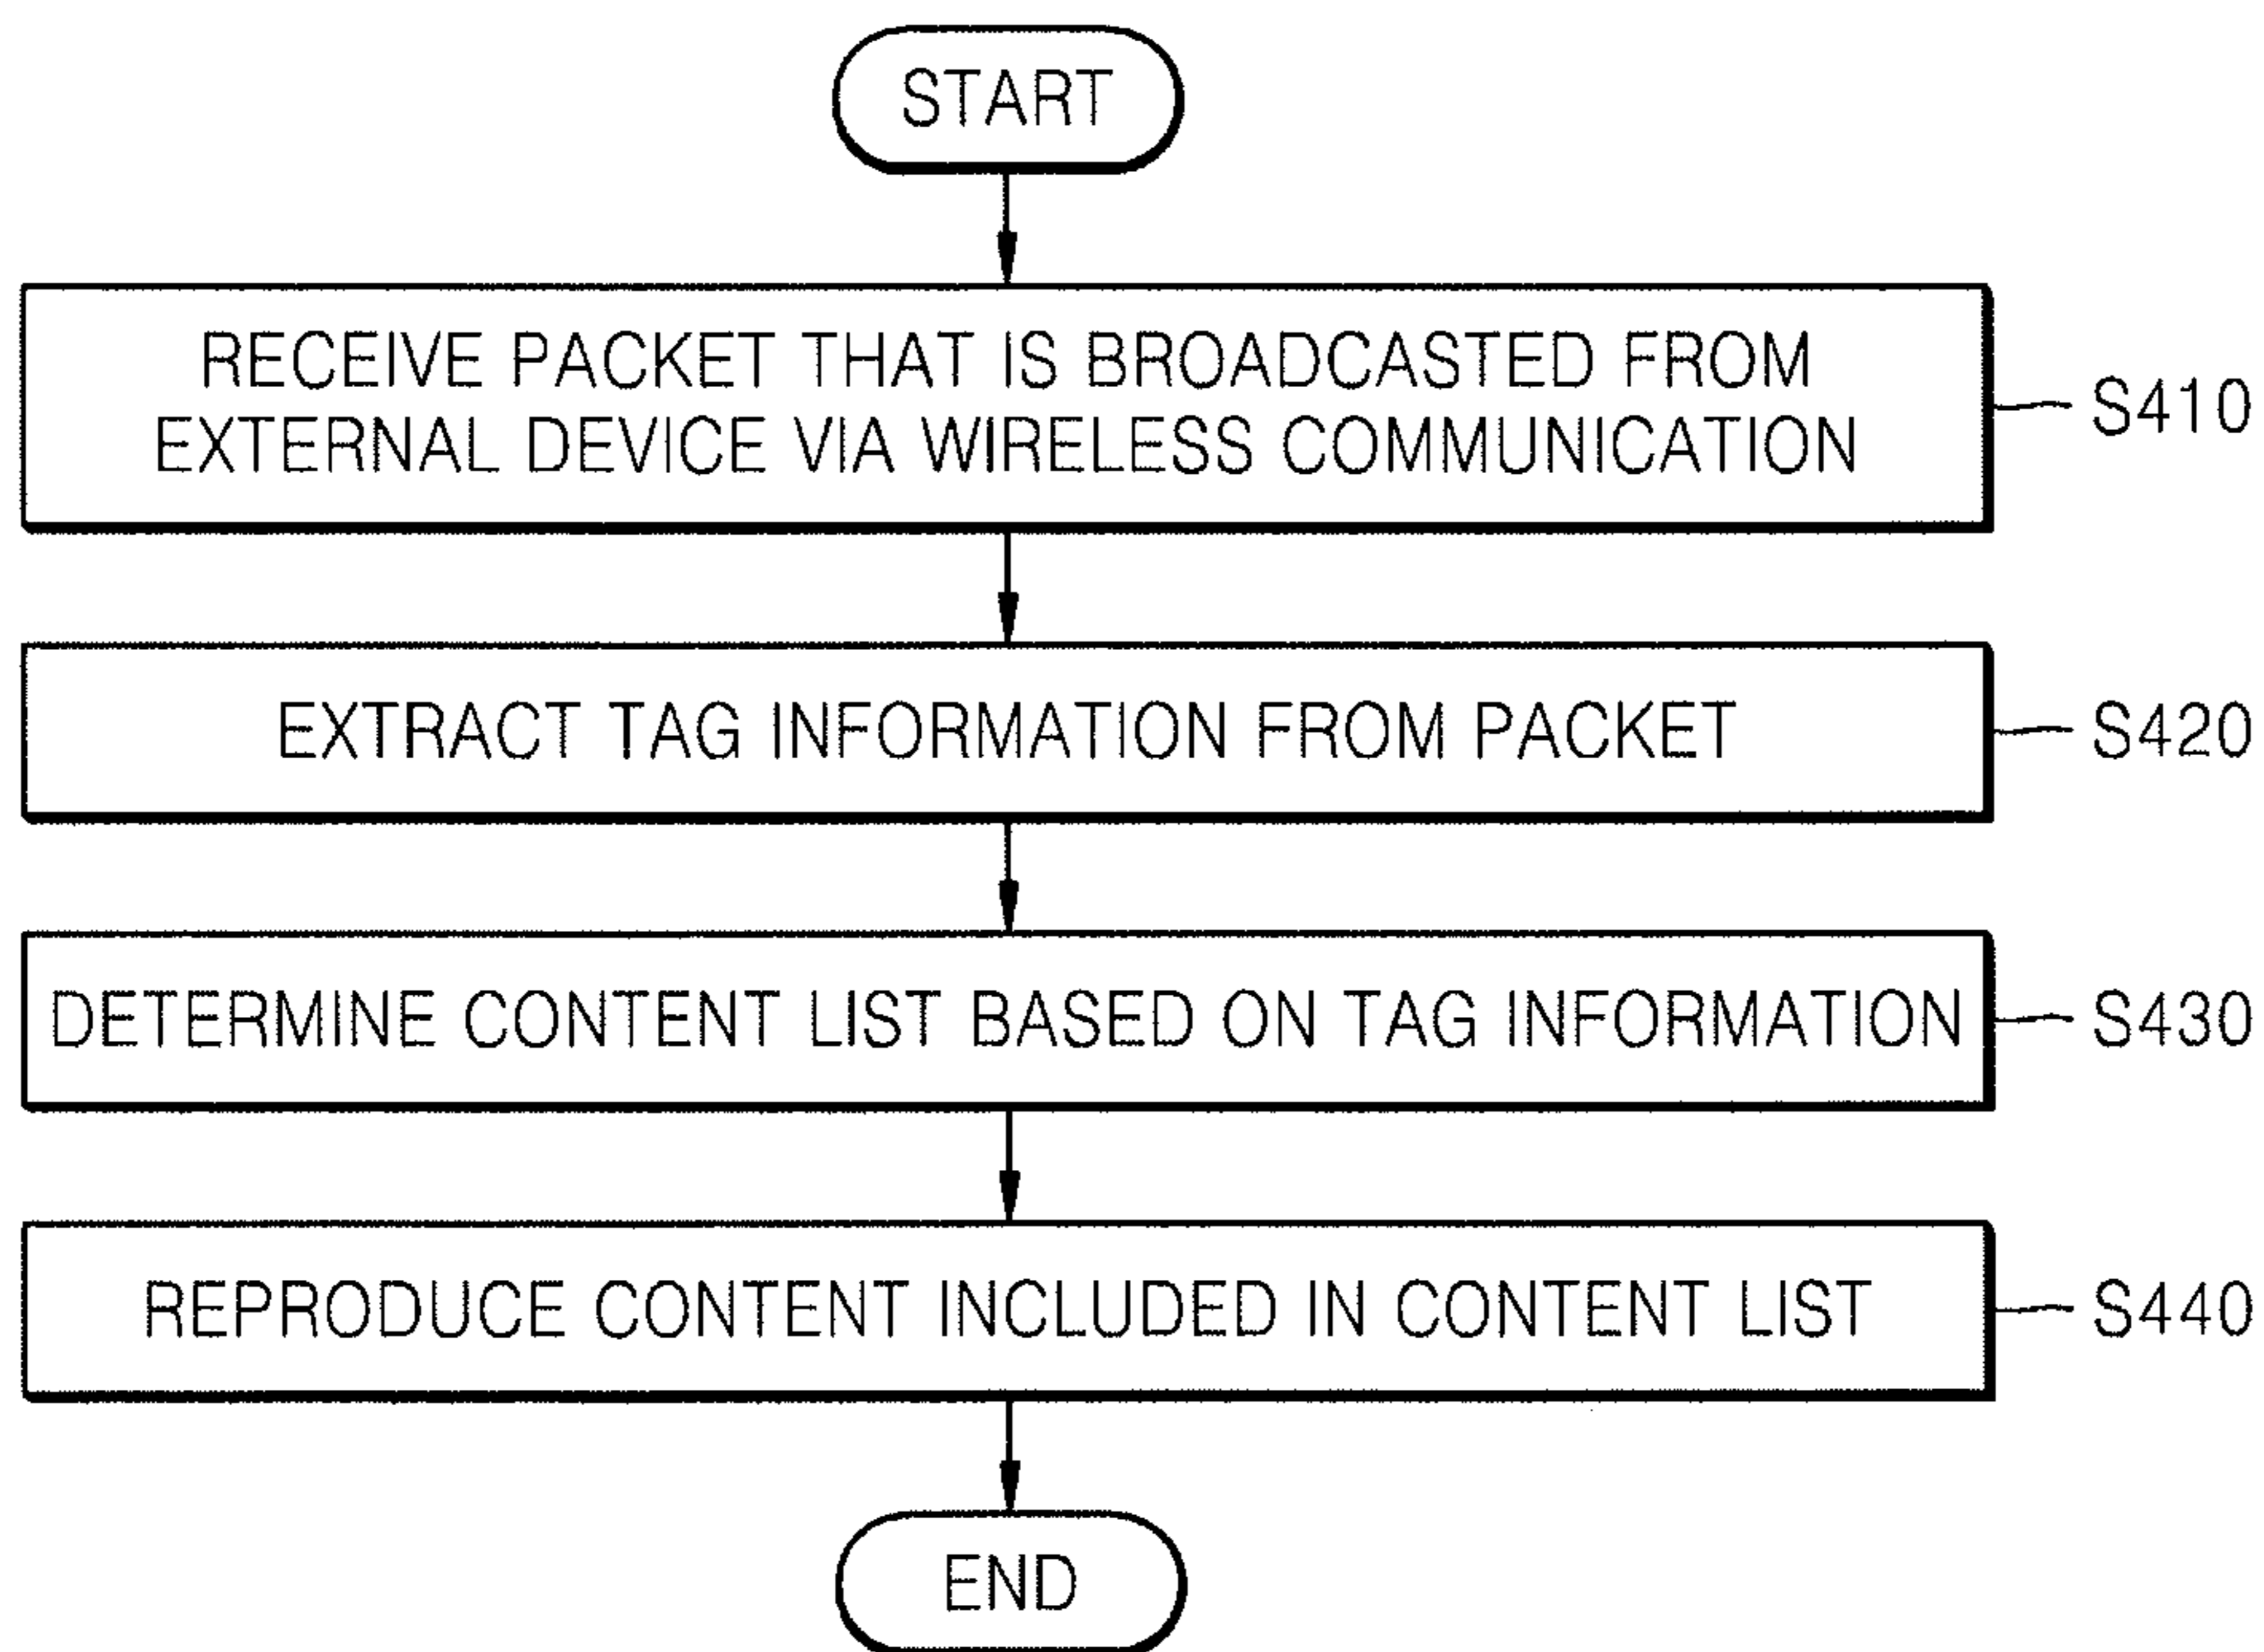 START
RECEIVE PACKET THAT IS BROADCASTED FROM
EXTERNAL DEVICE VIA WIRELESS COMMUNICATION
S410
EXTRACT TAG INFORMATION FROM PACKET
S420
DETERMINE CONTENT LIST BASED ON TAG INFORMATION
S430
REPRODUCE CONTENT INCLUDED IN CONTENT LIST
S440
END